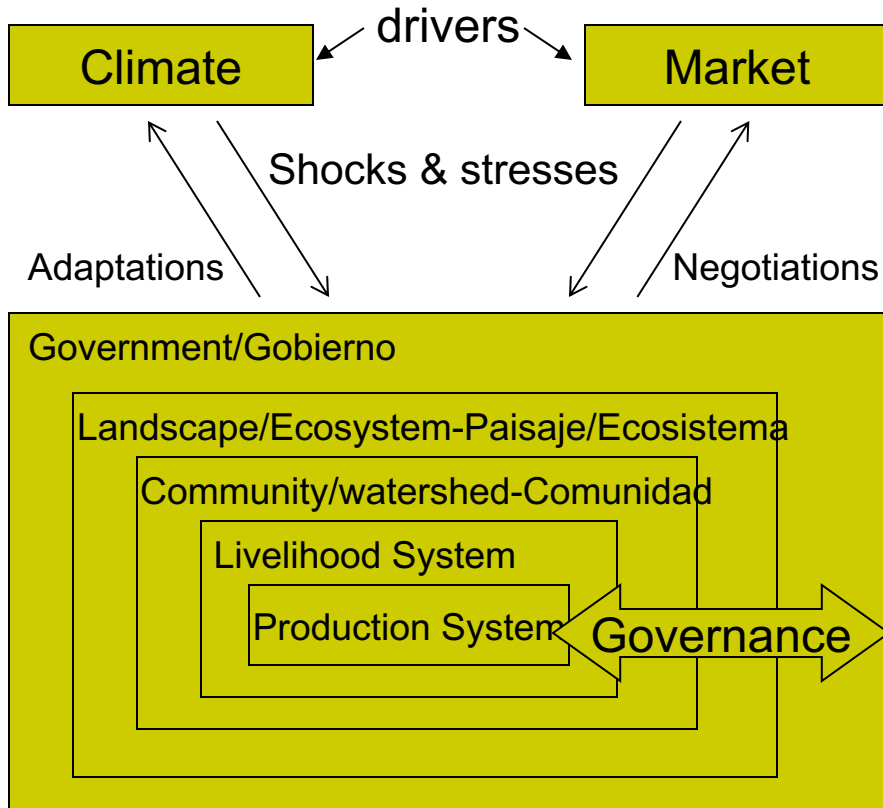 drivers
Climate
Market
Shocks & stresses
Adaptations
Negotiations
Government/Gobierno
Landscape/Ecosystem-Paisaje/Ecosistema
Community/watershed-Comunidad
Livelihood System
Production System
Governance